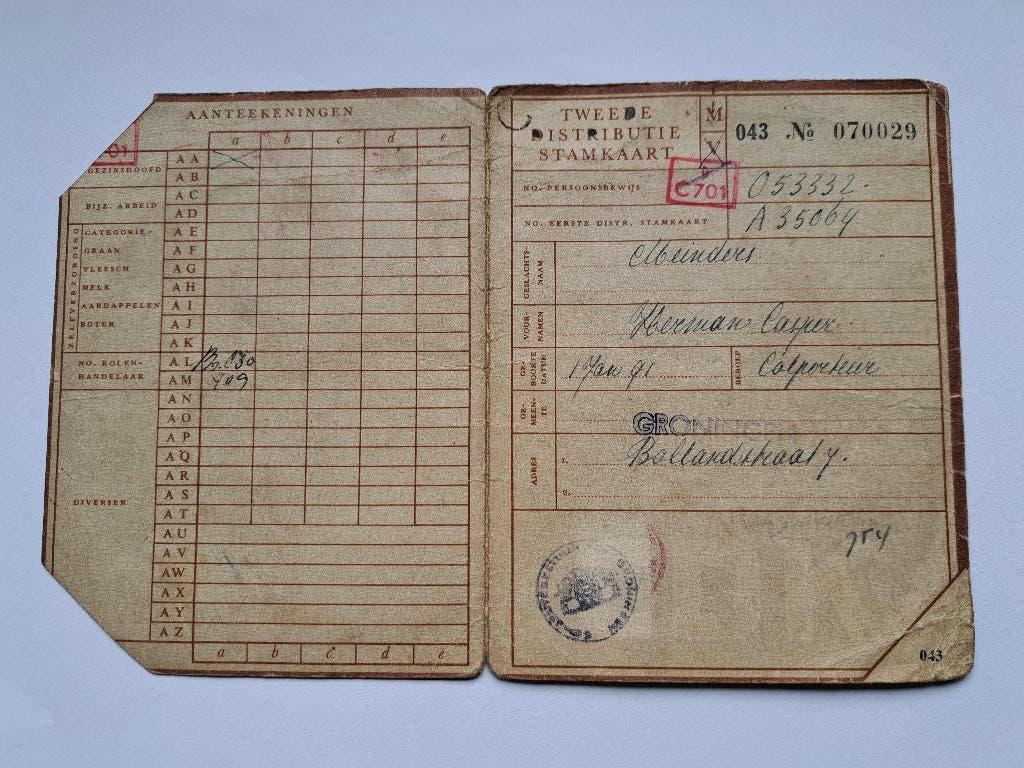 AANTEEKENINGEN
a b c d e
01
GEZINSHOOFD
BIJZ. ARBEID
ZELFVERZORGING
CATEGORIE
GRAAN
VLEESCH
MELK
AARDAPPELEN
BOTER
NO. KOLEN-
HANDELAAR
DIVERSEN
AA
AB
AC
AD
AE
AF
AG
AH
AI
AJ
AK
AL
AM 709
AN
AO
AP
AQ
AR
AS
AT
AU
AV
AW
AX
AY
AZ
a b c d e
TWEEDE
DISTRIBUTIE
STAMKAART
M
V
043 No 070029
C701
NO. PERSOONSBEWIJS 053332.
NO. EERSTE DISTR. STAMKAART A 35064
GESLACHTS-
NAAM
Meinders.
VOOR-
NAMEN
Herman Casper.
GE-
BOORTE
DATUM
1 Jan 91
BEROEP
Colporteur
GE-
MEEN-
TE
GRONINGEN
ADRES
1. Bollandstraat 7.
2.
754
043